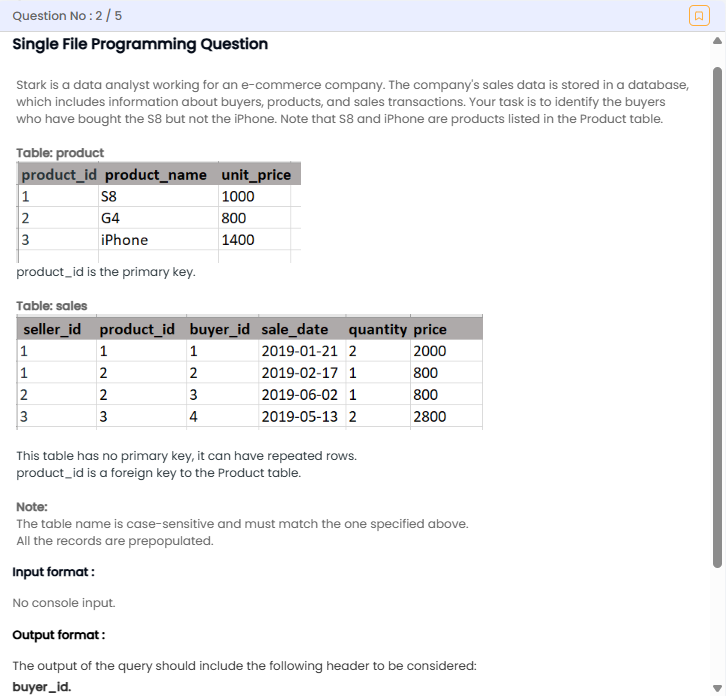 Question No : 2 / 5
Single File Programming Question
Stark is a data analyst working for an e-commerce company. The company's sales data is stored in a database,
which includes information about buyers, products, and sales transactions. Your task is to identify the buyers
who have bought the S8 but not the iPhone. Note that S8 and iPhone are products listed in the Product table.
Table: product
product_id product_name unit_price
1 S8 1000
2 G4 800
3 iPhone 1400
product_id is the primary key.
Table: sales
seller_id product_id buyer_id sale_date quantity price
1 1 1 2019-01-21 2 2000
1 2 2 2019-02-17 1 800
2 2 3 2019-06-02 1 800
3 3 4 2019-05-13 2 2800
This table has no primary key, it can have repeated rows.
product_id is a foreign key to the Product table.
Note:
The table name is case-sensitive and must match the one specified above.
All the records are prepopulated.
Input format :
No console input.
Output format :
The output of the query should include the following header to be considered:
buyer_id.